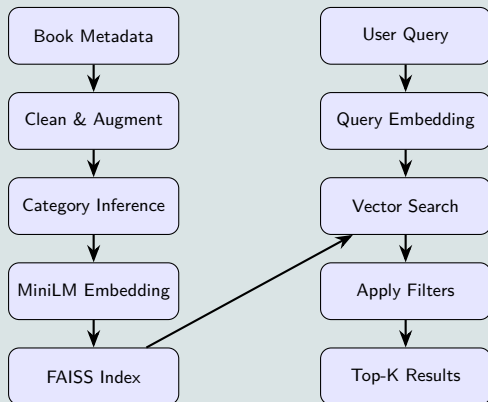 Book Metadata
Clean & Augment
Category Inference
MiniLM Embedding
FAISS Index
User Query
Query Embedding
Vector Search
Apply Filters
Top-K Results